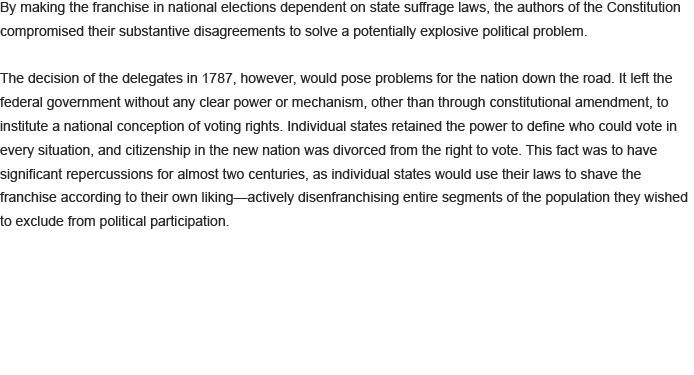 By making the franchise in national elections dependent on state suffrage laws, the authors of the Constitution
compromised their substantive disagreements to solve a potentially explosive political problem.
The decision of the delegates in 1787, however, would pose problems for the nation down the road. It left the
federal government without any clear power or mechanism, other than through constitutional amendment, to
institute a national conception of voting rights. Individual states retained the power to define who could vote in
every situation, and citizenship in the new nation was divorced from the right to vote. This fact was to have
significant repercussions for almost two centuries, as individual states would use their laws to shave the
franchise according to their own liking—actively disenfranchising entire segments of the population they wished
to exclude from political participation.